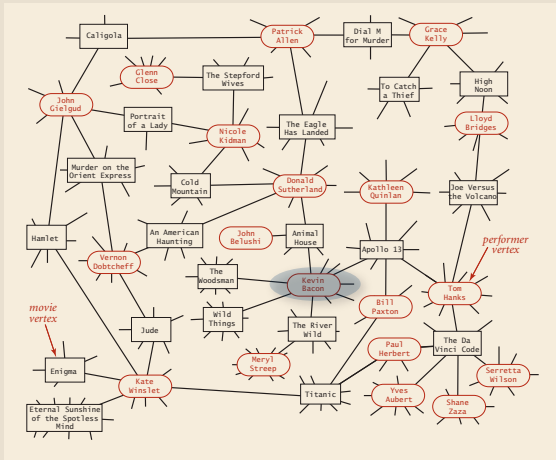 Caligola
Patrick
Allen
Dial M
for Murder
Grace
Kelly
Glenn
Close
The Stepford
Wives
To Catch
a Thief
High
Noon
John
Gielgud
Portrait
of a Lady
Nicole
Kidman
The Eagle
Has Landed
Lloyd
Bridges
Murder on the
Orient Express
Cold
Mountain
Donald
Sutherland
Kathleen
Quinlan
Joe Versus
the Volcano
Hamlet
An American
Haunting
John
Belushi
Animal
House
Apollo 13
performer
vertex
Vernon
Dobtcheff
The
Woodsman
Kevin
Bacon
Bill
Paxton
Tom
Hanks
movie
vertex
Jude
Wild
Things
The River
Wild
Paul
Herbert
The Da
Vinci Code
Enigma
Kate
Winslet
Meryl
Streep
Serretta
Wilson
Titanic
Yves
Aubert
Shane
Zaza
Eternal Sunshine
of the Spotless
Mind